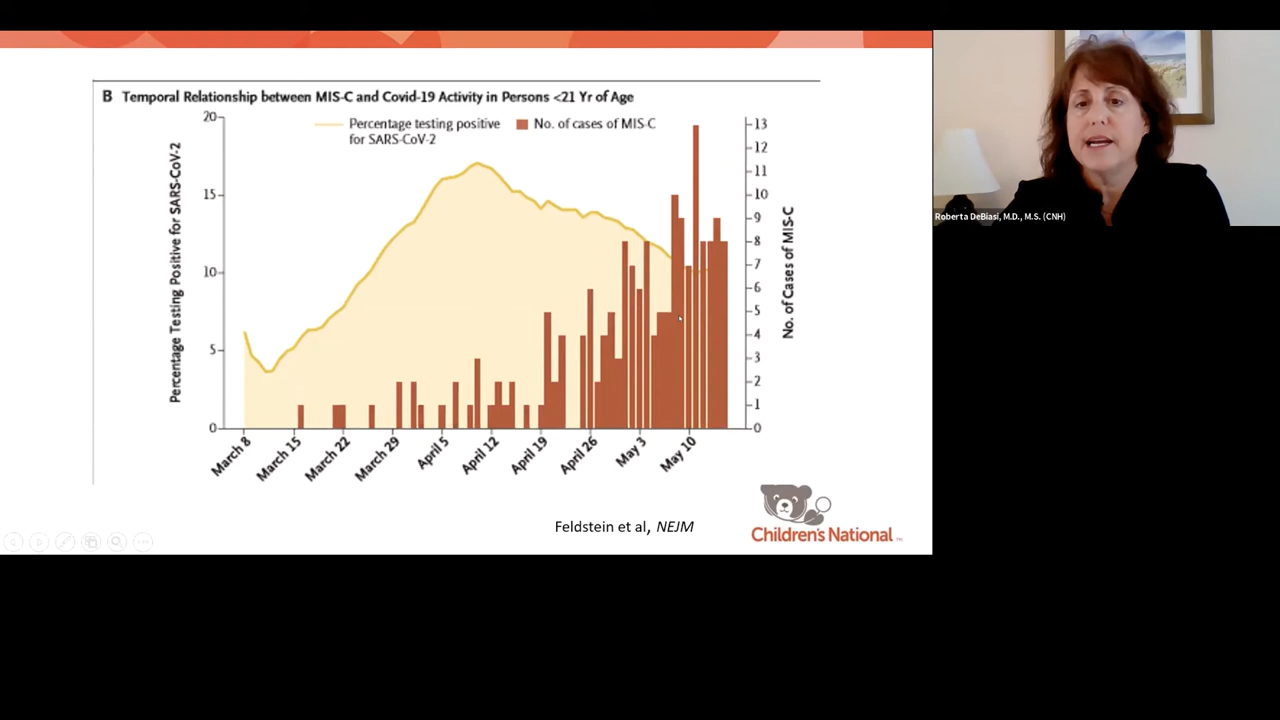 B Temporal Relationship between MIS-C and Covid-19 Activity in Persons <21 Yr of Age
Percentage testing positive
for SARS-CoV-2
No. of cases of MIS-C
Percentage Testing Positive for SARS-CoV-2
20
15
10
5
0
13
12
11
10
9
8
7
6
5
4
3
2
1
0
No. of Cases of MIS-C
March 8
March 15
March 22
March 29
April 5
April 12
April 19
April 26
May 3
May 10
Feldstein et al, NEJM
Children's National
TM
Roberta DeBiasi, M.D., M.S. (CNH)